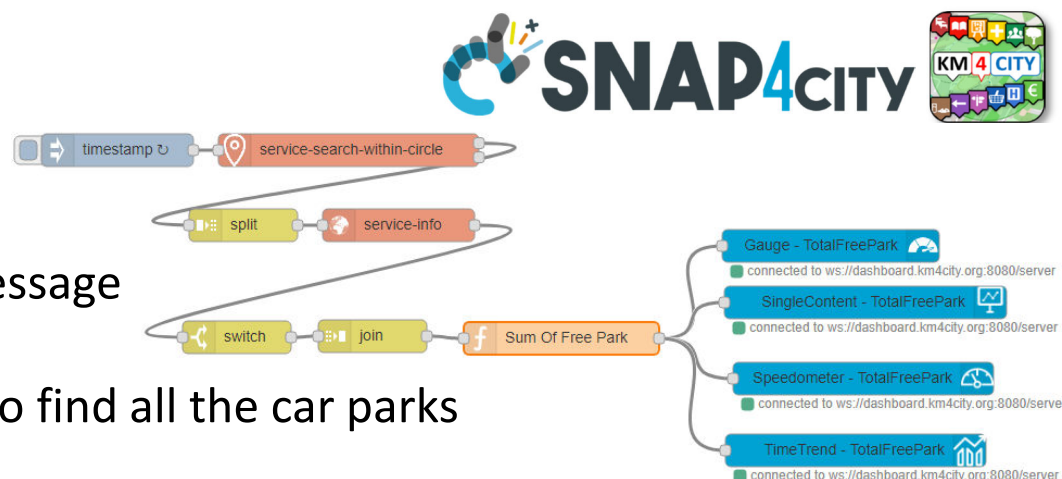 SNAP4CITY
KM 4 CITY
timestamp ↻
service-search-within-circle
split
service-info
essage
switch
join
Sum Of Free Park
o find all the car parks
Gauge - TotalFreePark
connected to ws://dashboard.km4city.org:8080/server
SingleContent - TotalFreePark
connected to ws://dashboard.km4city.org:8080/server
Speedometer - TotalFreePark
connected to ws://dashboard.km4city.org:8080/serve
TimeTrend - TotalFreePark
connected to ws://dashboard.km4city.org:8080/server